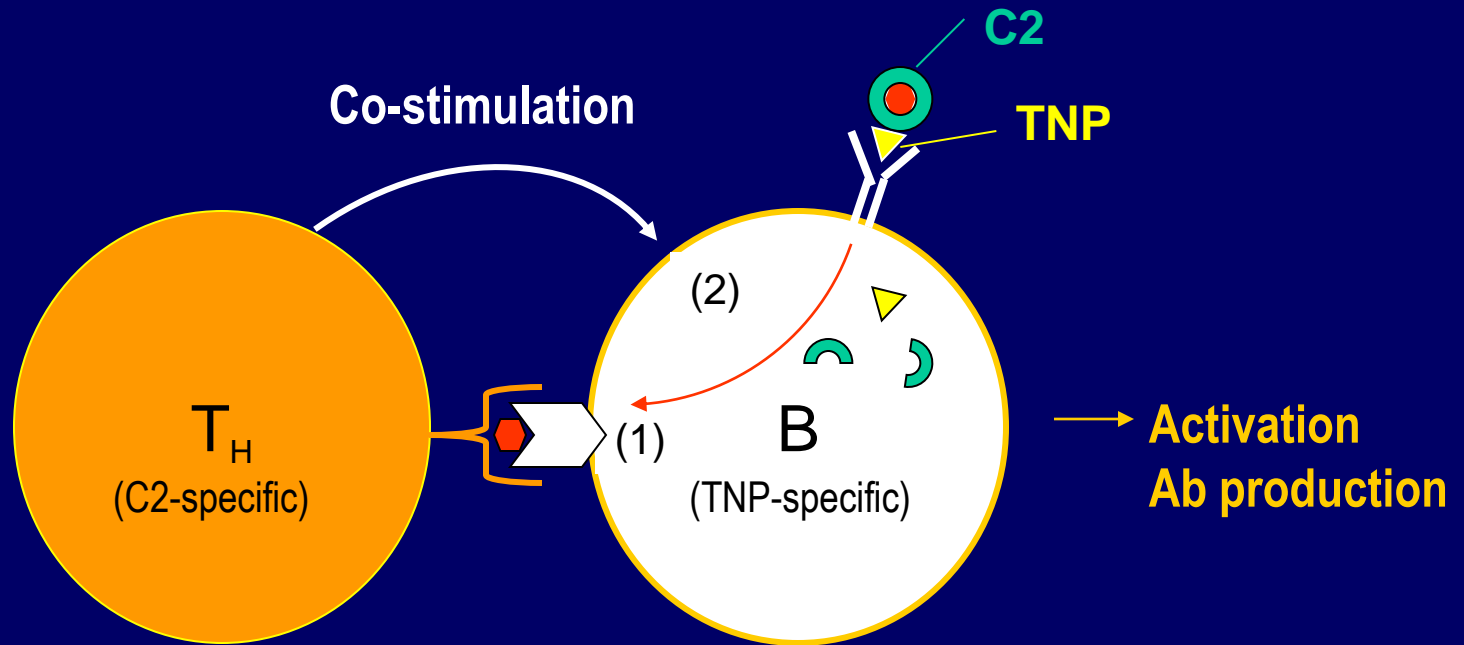 C2
Co-stimulation
TNP
(2)
T_H
(C2-specific)
(1)
B
(TNP-specific)
Activation
Ab production